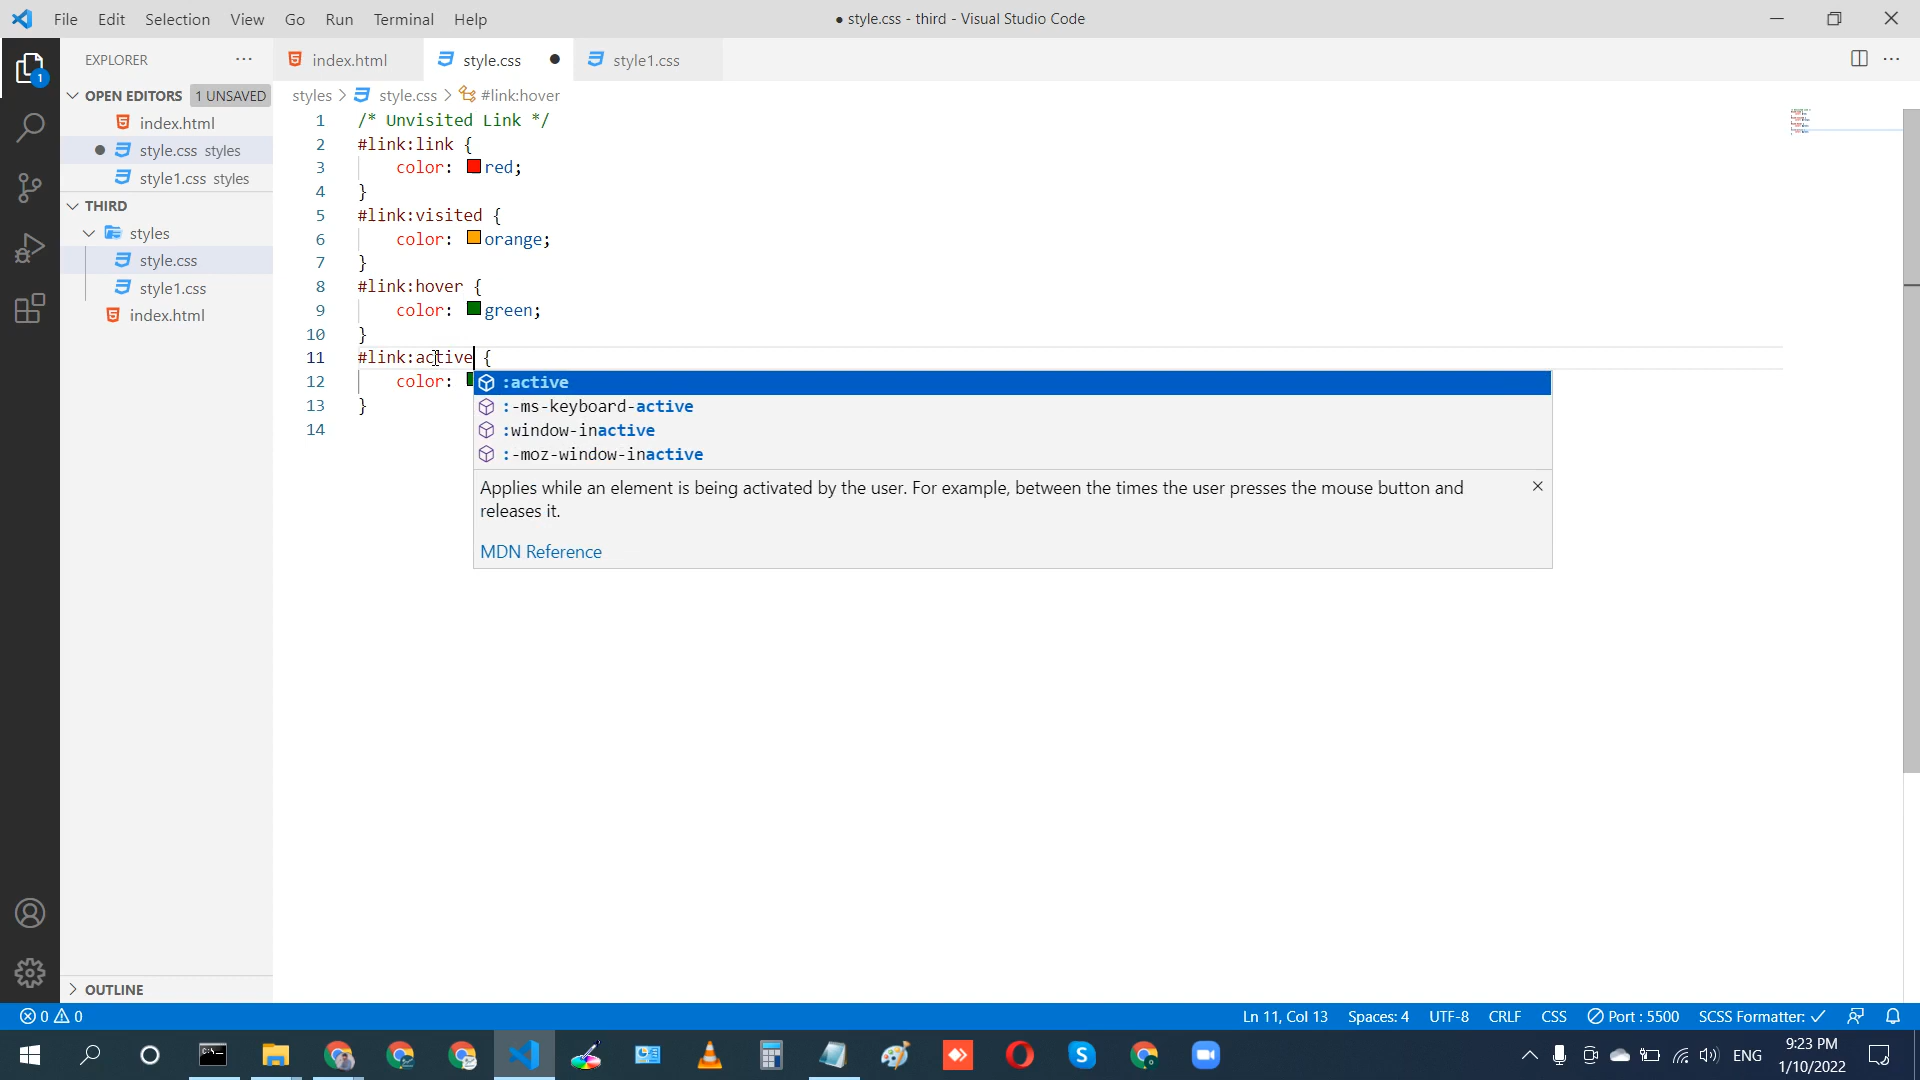 File Edit Selection View Go Run Terminal Help
● style.css - third - Visual Studio Code
EXPLORER
index.html
style.css
style1.css
1
OPEN EDITORS 1 UNSAVED
index.html
style.css styles
style1.css styles
THIRD
styles
style.css
style1.css
index.html
OUTLINE
styles > style.css > #link:hover
1 /* Unvisited Link */
2 #link:link {
3 color: red;
4 }
5 #link:visited {
6 color: orange;
7 }
8 #link:hover {
9 color: green;
10 }
11 #link:active {
12 color:
13 }
14
:active
:-ms-keyboard-active
:window-inactive
:-moz-window-inactive
Applies while an element is being activated by the user. For example, between the times the user presses the mouse button and
releases it.
MDN Reference
0 0
Ln 11, Col 13 Spaces: 4 UTF-8 CRLF CSS Port : 5500 SCSS Formatter: ✓
ENG
9:23 PM
1/10/2022